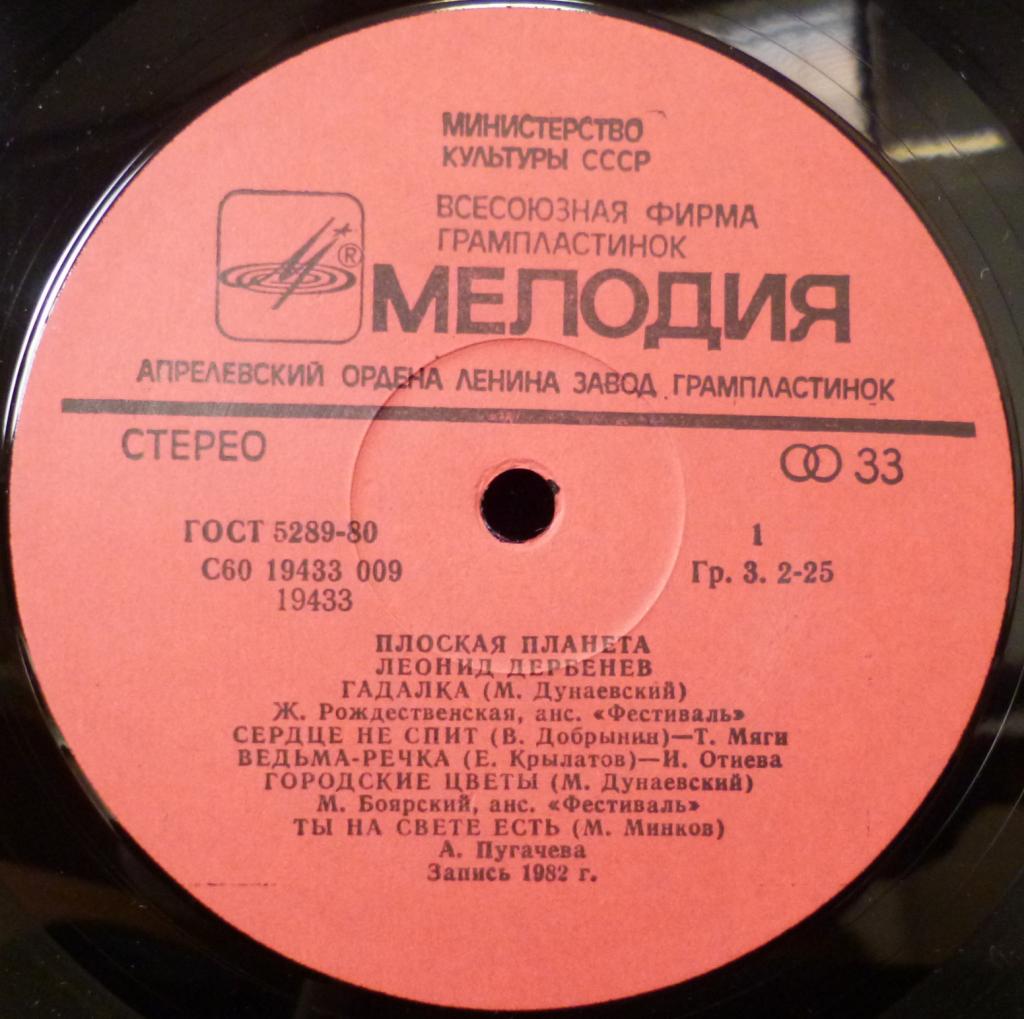 МИНИСТЕРСТВО
КУЛЬТУРЫ СССР
ВСЕСОЮЗНАЯ ФИРМА
ГРАМПЛАСТИНОК
®
МЕЛОДИЯ
АПРЕЛЕВСКИЙ ОРДЕНА ЛЕНИНА ЗАВОД ГРАМПЛАСТИНОК
СТЕРЕО
33
ГОСТ 5289-80
1
С60 19433 009
Гр. 3. 2-25
19433
ПЛОСКАЯ ПЛАНЕТА
ЛЕОНИД ДЕРБЕНЕВ
ГАДАЛКА (М. Дунаевский)
Ж. Рождественская, анс. «Фестиваль»
СЕРДЦЕ НЕ СПИТ (В. Добрынин)—Т. Мяги
ВЕДЬМА-РЕЧКА (Е. Крылатов)—И. Отиева
ГОРОДСКИЕ ЦВЕТЫ (М. Дунаевский)
М. Боярский, анс. «Фестиваль»
ТЫ НА СВЕТЕ ЕСТЬ (М. Минков)
А. Пугачева
Запись 1982 г.